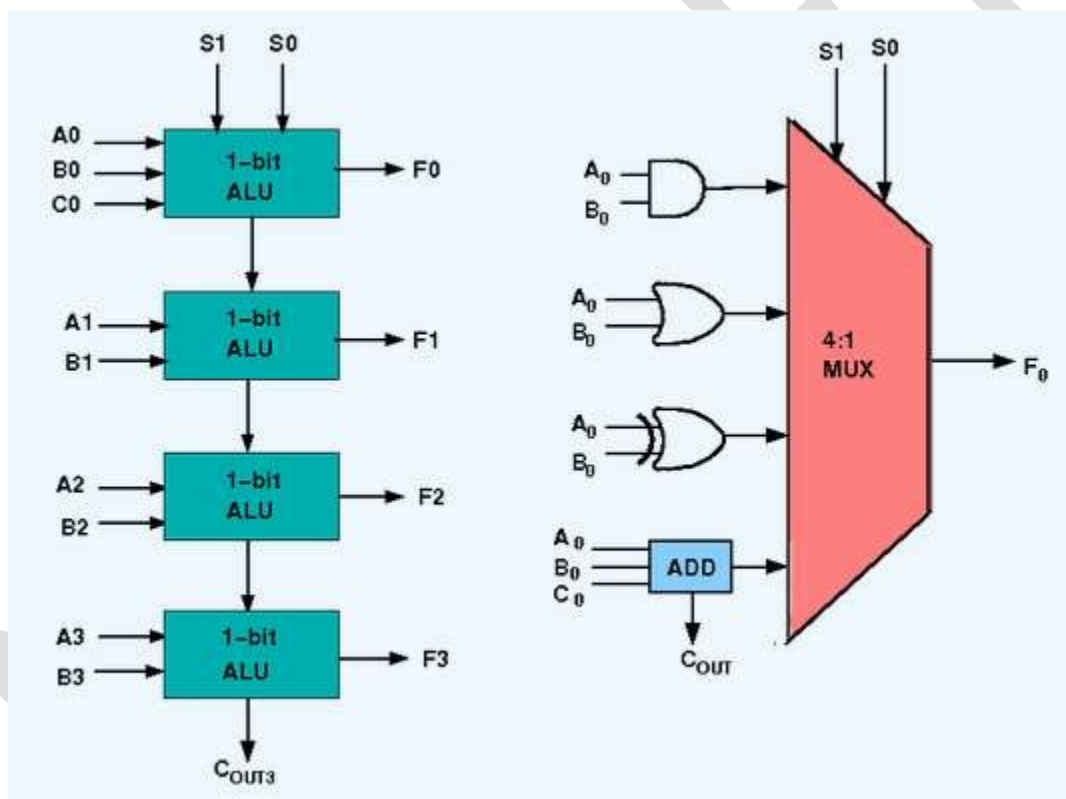 S1 S0
A0
B0
C0
1-bit
ALU
F0
A1
B1
1-bit
ALU
F1
A2
B2
1-bit
ALU
F2
A3
B3
1-bit
ALU
F3
COUT3
S1 S0
A0
B0
A0
B0
A0
B0
A0
B0
C0
ADD
COUT
4:1
MUX
F0